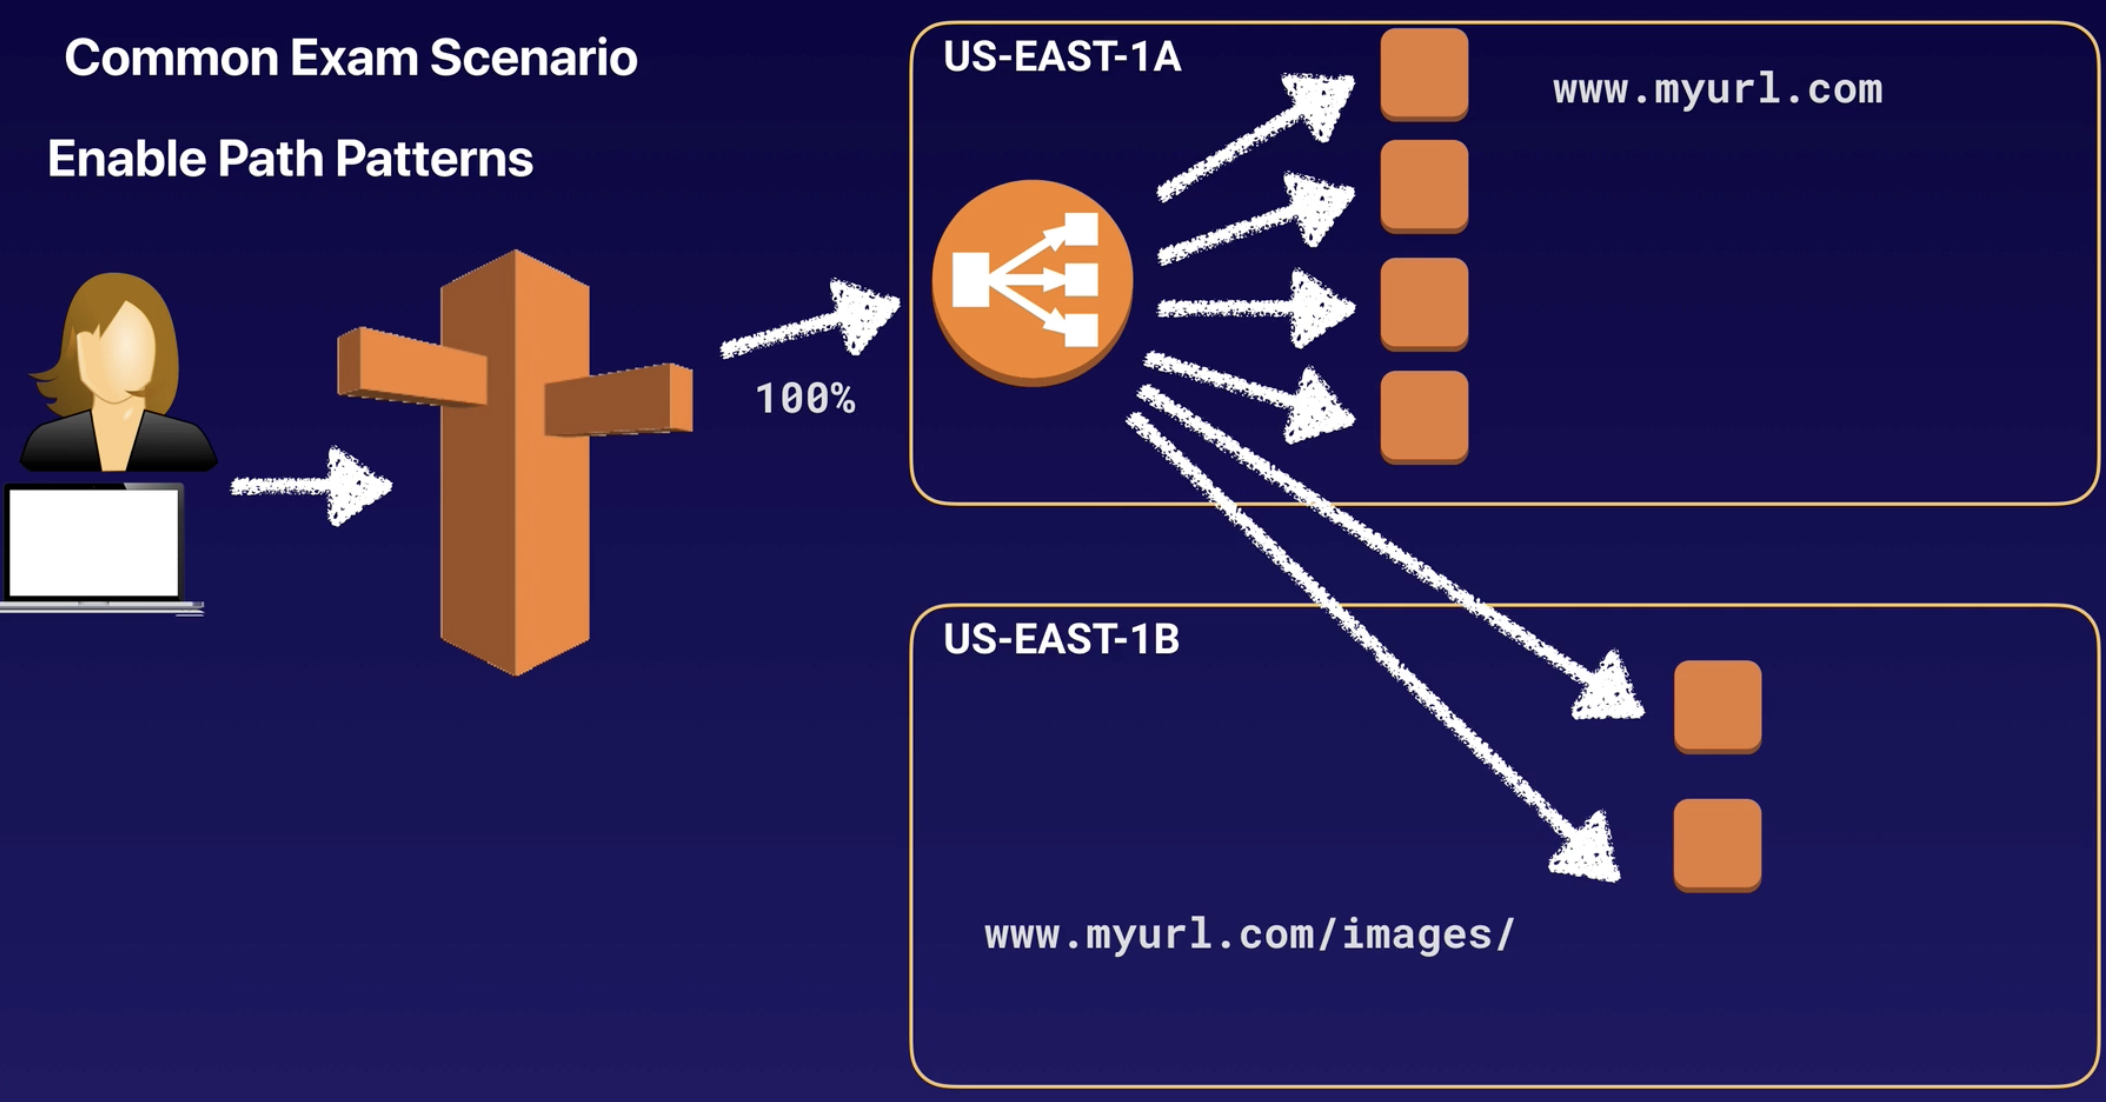 Common Exam Scenario
Enable Path Patterns
100%
US-EAST-1A
www.myurl.com
US-EAST-1B
www.myurl.com/images/